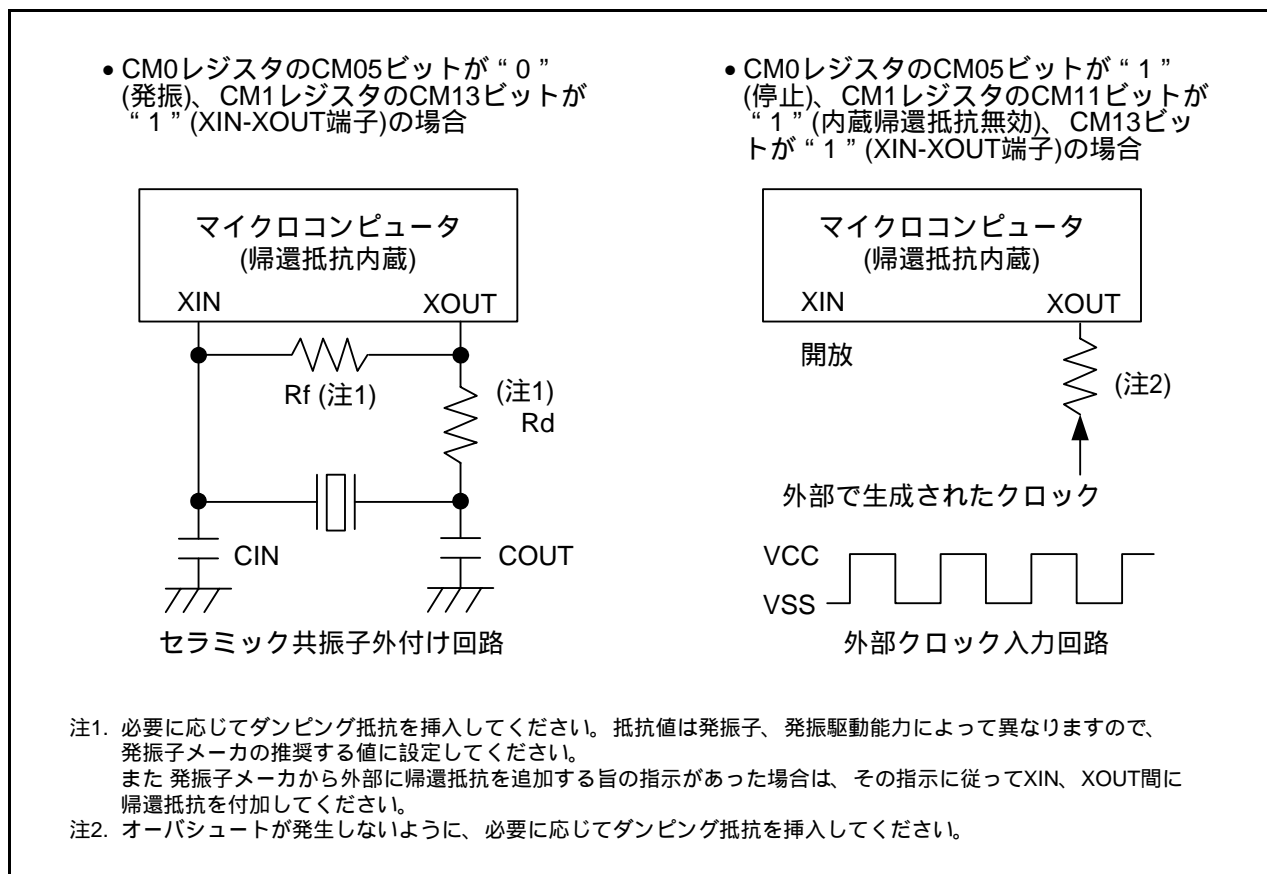 • CM0レジスタのCM05ビットが“0”
(発振)、CM1レジスタのCM13ビットが
“1”(XIN-XOUT端子)の場合
マイクロコンピュータ
(帰還抵抗内蔵)
XIN
XOUT
Rf (注1)
(注1)
Rd
CIN
COUT
セラミック共振子外付け回路
• CM0レジスタのCM05ビットが“1”
(停止)、CM1レジスタのCM11ビットが
“1”(内蔵帰還抵抗無効)、CM13ビッ
トが“1”(XIN-XOUT端子)の場合
マイクロコンピュータ
(帰還抵抗内蔵)
XIN
XOUT
開放
(注2)
外部で生成されたクロック
VCC
VSS
外部クロック入力回路
注1. 必要に応じてダンピング抵抗を挿入してください。抵抗値は発振子、発振駆動能力によって異なりますので、
発振子メーカの推奨する値に設定してください。
また 発振子メーカから外部に帰還抵抗を追加する旨の指示があった場合は、その指示に従ってXIN、XOUT間に
帰還抵抗を付加してください。
注2. オーバシュートが発生しないように、必要に応じてダンピング抵抗を挿入してください。